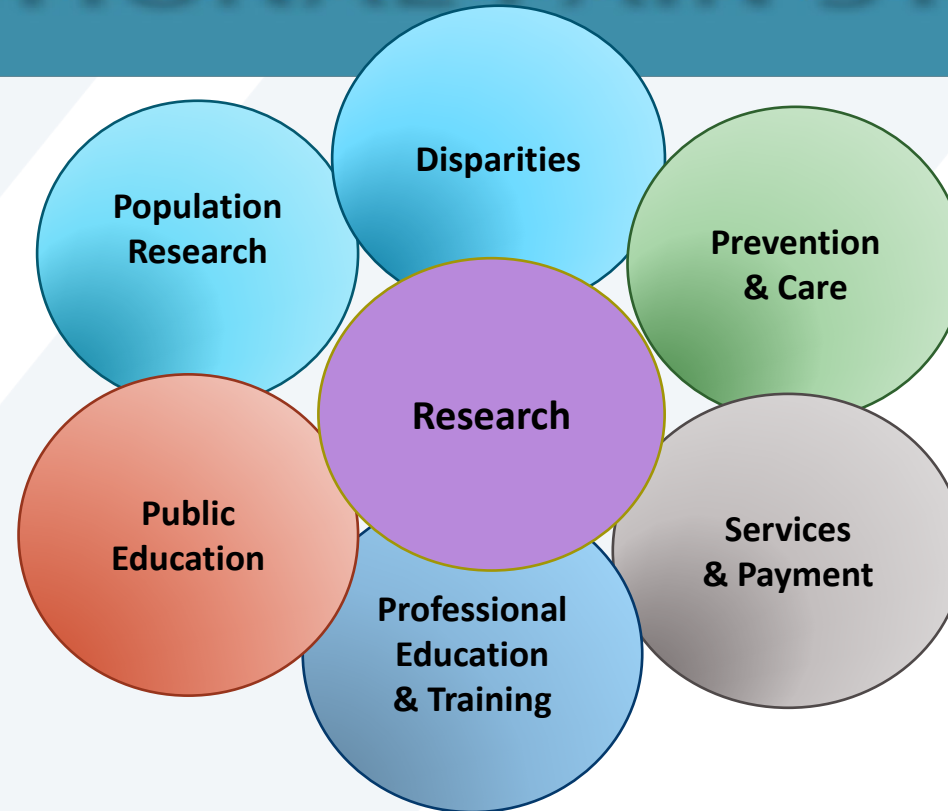 Disparities
Population
Research
Prevention
& Care
Research
Public
Education
Services
& Payment
Professional
Education
& Training